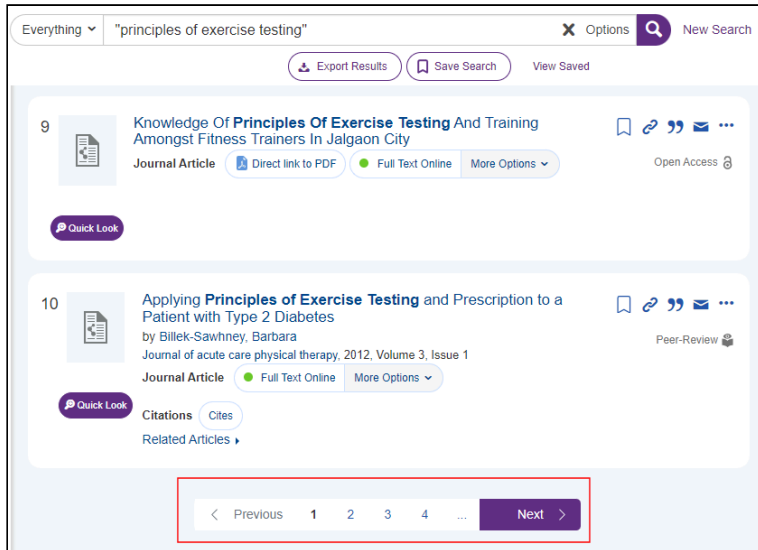 Everything "principles of exercise testing" Options New Search
Export Results Save Search View Saved
9
Knowledge Of Principles Of Exercise Testing And Training
Amongst Fitness Trainers In Jalgaon City
Journal Article Direct link to PDF Full Text Online More Options
Open Access
Quick Look
10
Applying Principles of Exercise Testing and Prescription to a
Patient with Type 2 Diabetes
by Billek-Sawhney, Barbara
Peer-Review
Journal of acute care physical therapy, 2012, Volume 3, Issue 1
Journal Article Full Text Online More Options
Quick Look
Citations Cites
Related Articles
Previous 1 2 3 4 ... Next